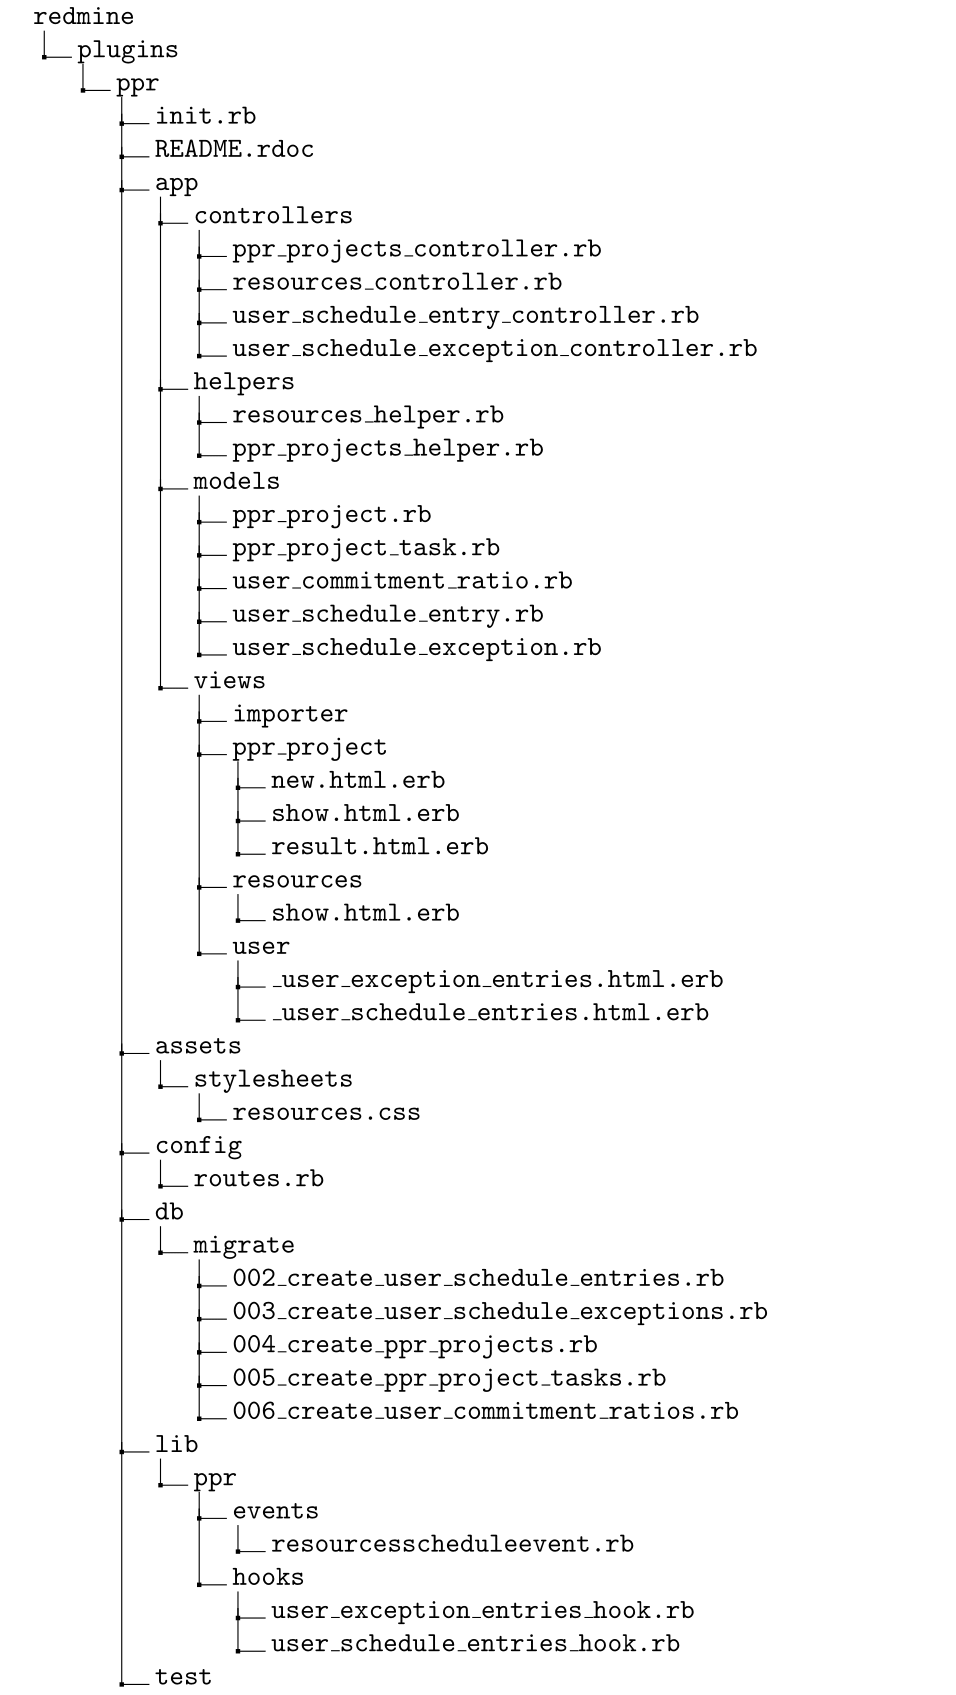 redmine
plugins
ppr
init.rb
README.rdoc
app
controllers
ppr_projects_controller.rb
resources_controller.rb
user_schedule_entry_controller.rb
user_schedule_exception_controller.rb
helpers
resources_helper.rb
ppr_projects_helper.rb
models
ppr_project.rb
ppr_project_task.rb
user_commitment_ratio.rb
user_schedule_entry.rb
user_schedule_exception.rb
views
importer
ppr_project
new.html.erb
show.html.erb
result.html.erb
resources
show.html.erb
user
_user_exception_entries.html.erb
_user_schedule_entries.html.erb
assets
stylesheets
resources.css
config
routes.rb
db
migrate
002_create_user_schedule_entries.rb
003_create_user_schedule_exceptions.rb
004_create_ppr_projects.rb
005_create_ppr_project_tasks.rb
006_create_user_commitment_ratios.rb
lib
ppr
events
resourcesscheduleevent.rb
hooks
user_exception_entries_hook.rb
user_schedule_entries_hook.rb
test